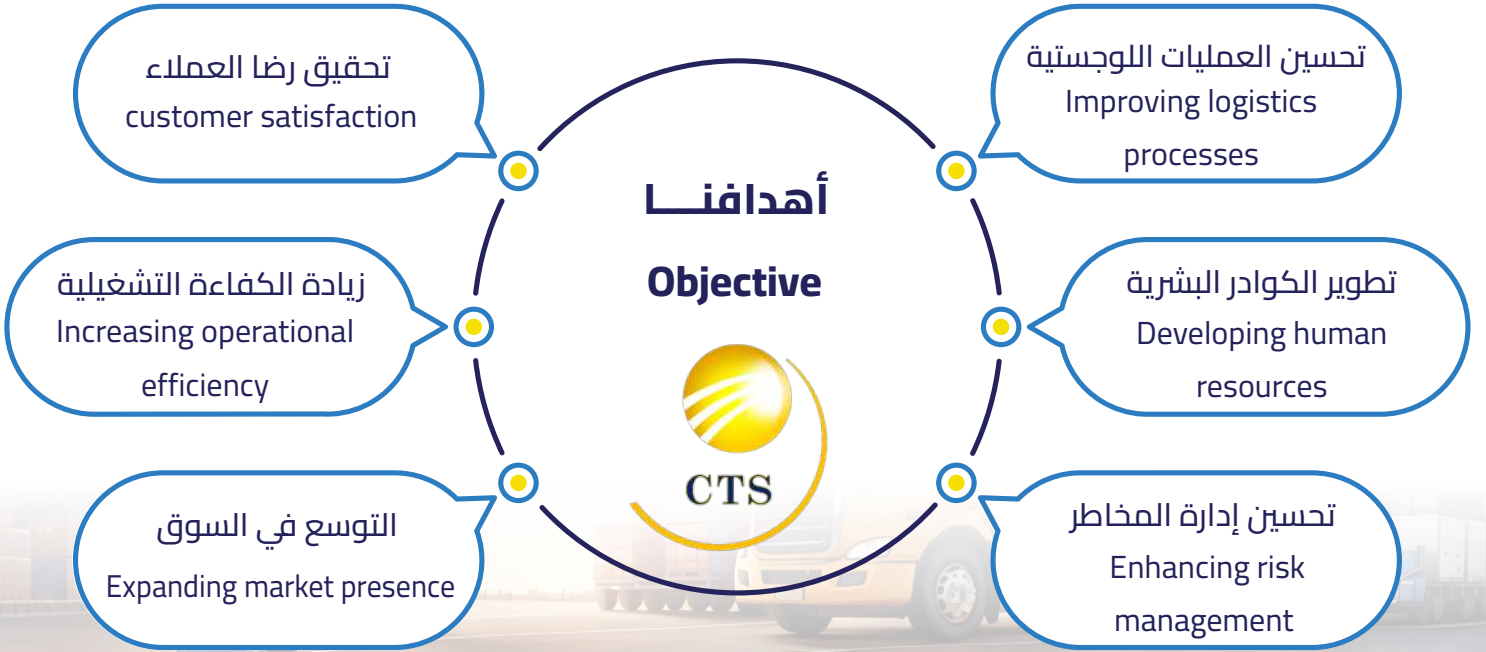 تحسين العمليات اللوجستية
Improving logistics
processes
تطوير الكوادر البشرية
Developing human
resources
تحسين إدارة المخاطر
Enhancing risk
management
أهدافنــــا
Objective
CTS
تحقيق رضا العملاء
customer satisfaction
زيادة الكفاءة التشغيلية
Increasing operational
efficiency
التوسع في السوق
Expanding market presence